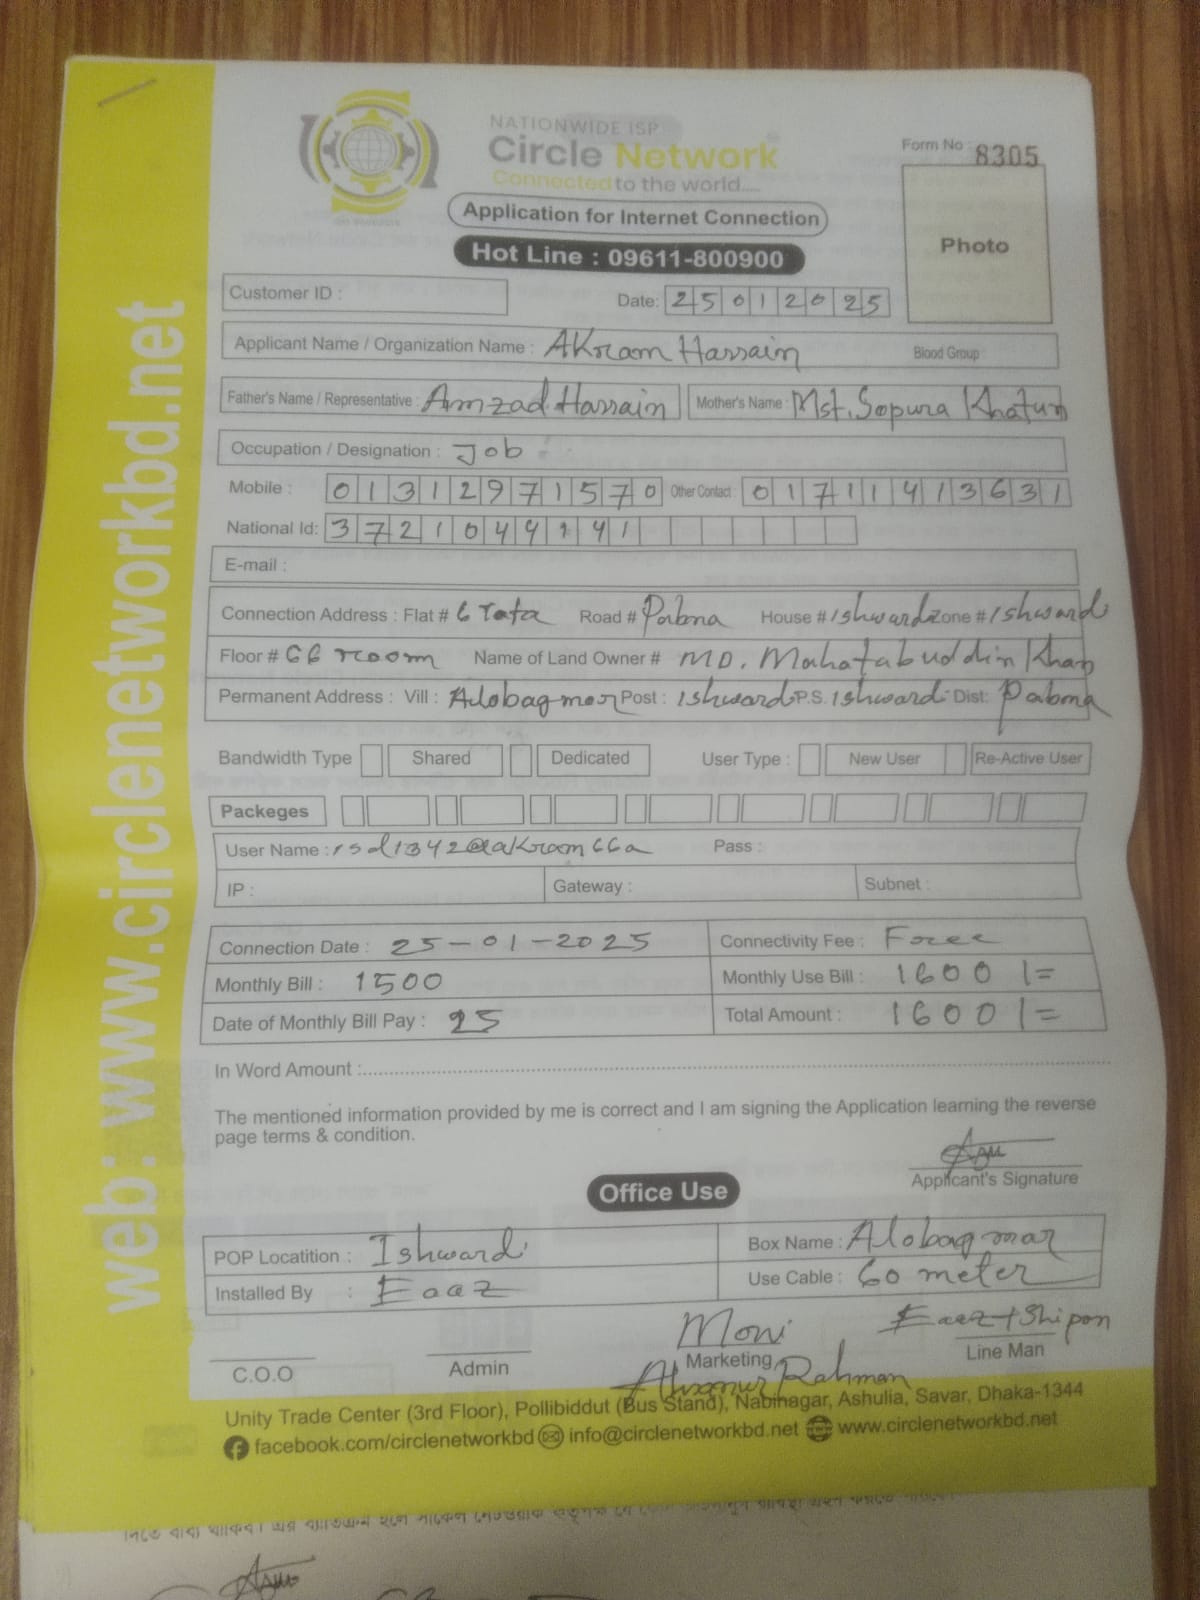 NATIONWIDE ISP
Circle Network
Connected to the world....
Form No : 8305
Application for Internet Connection
Photo
Hot Line : 09611-800900
Customer ID :
Date: 25012025
Applicant Name / Organization Name : AKram Hassain Blood Group :
Father's Name / Representative : Amzad Hassain Mother's Name : Mst. Sopura Khatun
Occupation / Designation : Job
Mobile : 01312971570 Other Contact : 01711413631
National Id: 3721044141
E-mail :
Connection Address : Flat # 6 Tata Road # Pabna House # Ishwardi Zone # Ishwardi
Floor # 66 room Name of Land Owner # MD. Mahatabuddin Khan
Permanent Address : Vill : Alobagmor Post : Ishwardi P.S. Ishwardi Dist: Pabna
Bandwidth Type Shared Dedicated User Type : New User Re-Active User
Packeges
User Name : rsd1342@akram66a Pass :
IP : Gateway : Subnet :
Connection Date : 25-01-2025 Connectivity Fee : Free
Monthly Bill : 1500 Monthly Use Bill : 1600/=
Date of Monthly Bill Pay : 25 Total Amount : 1600/=
In Word Amount :
The mentioned information provided by me is correct and I am signing the Application learning the reverse
page terms & condition.
Applicant's Signature
Office Use
POP Locatition : Ishwardi Box Name : Alobagmar
Installed By : Eaaz Use Cable : 60 meter
Moni Eaaz+Shipon
C.O.O Admin Marketing Line Man
Rahman
Unity Trade Center (3rd Floor), Pollibiddut (Bus Stand), Nabinagar, Ashulia, Savar, Dhaka-1344
facebook.com/circlenetworkbd info@circlenetworkbd.net www.circlenetworkbd.net
web: www.circlenetworkbd.net